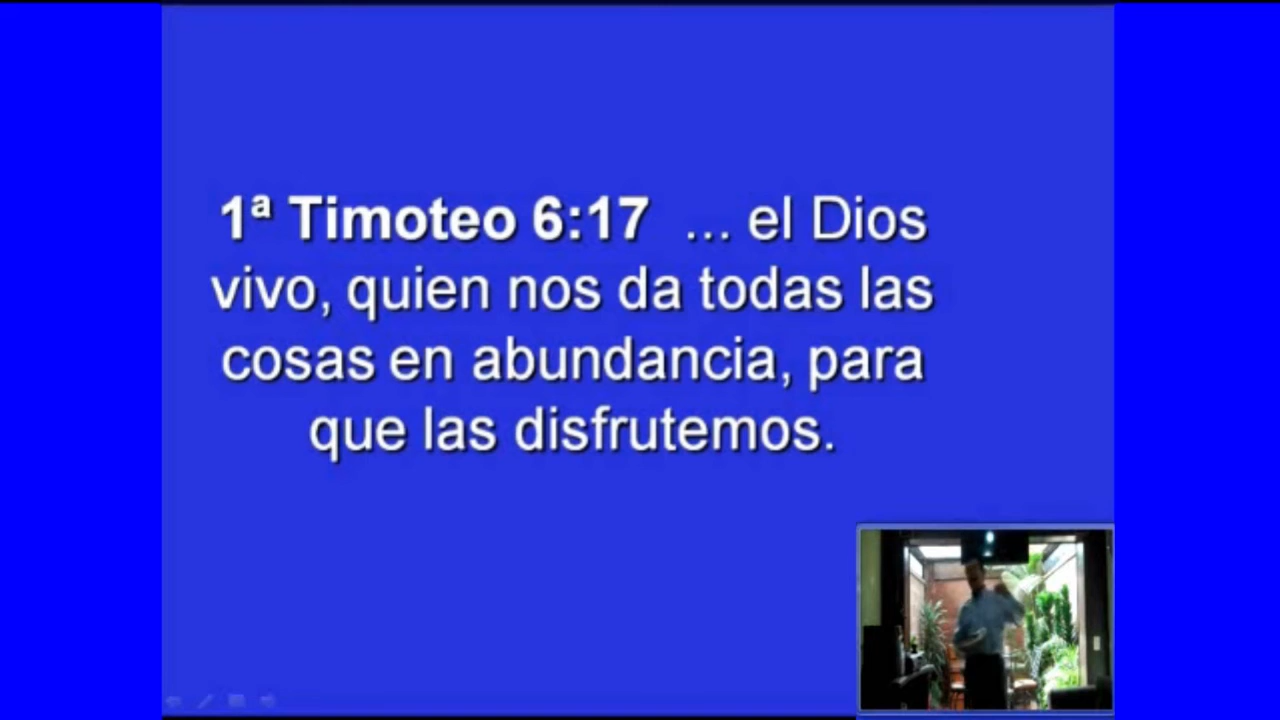 1ª Timoteo 6:17 ... el Dios
vivo, quien nos da todas las
cosas en abundancia, para
que las disfrutemos.